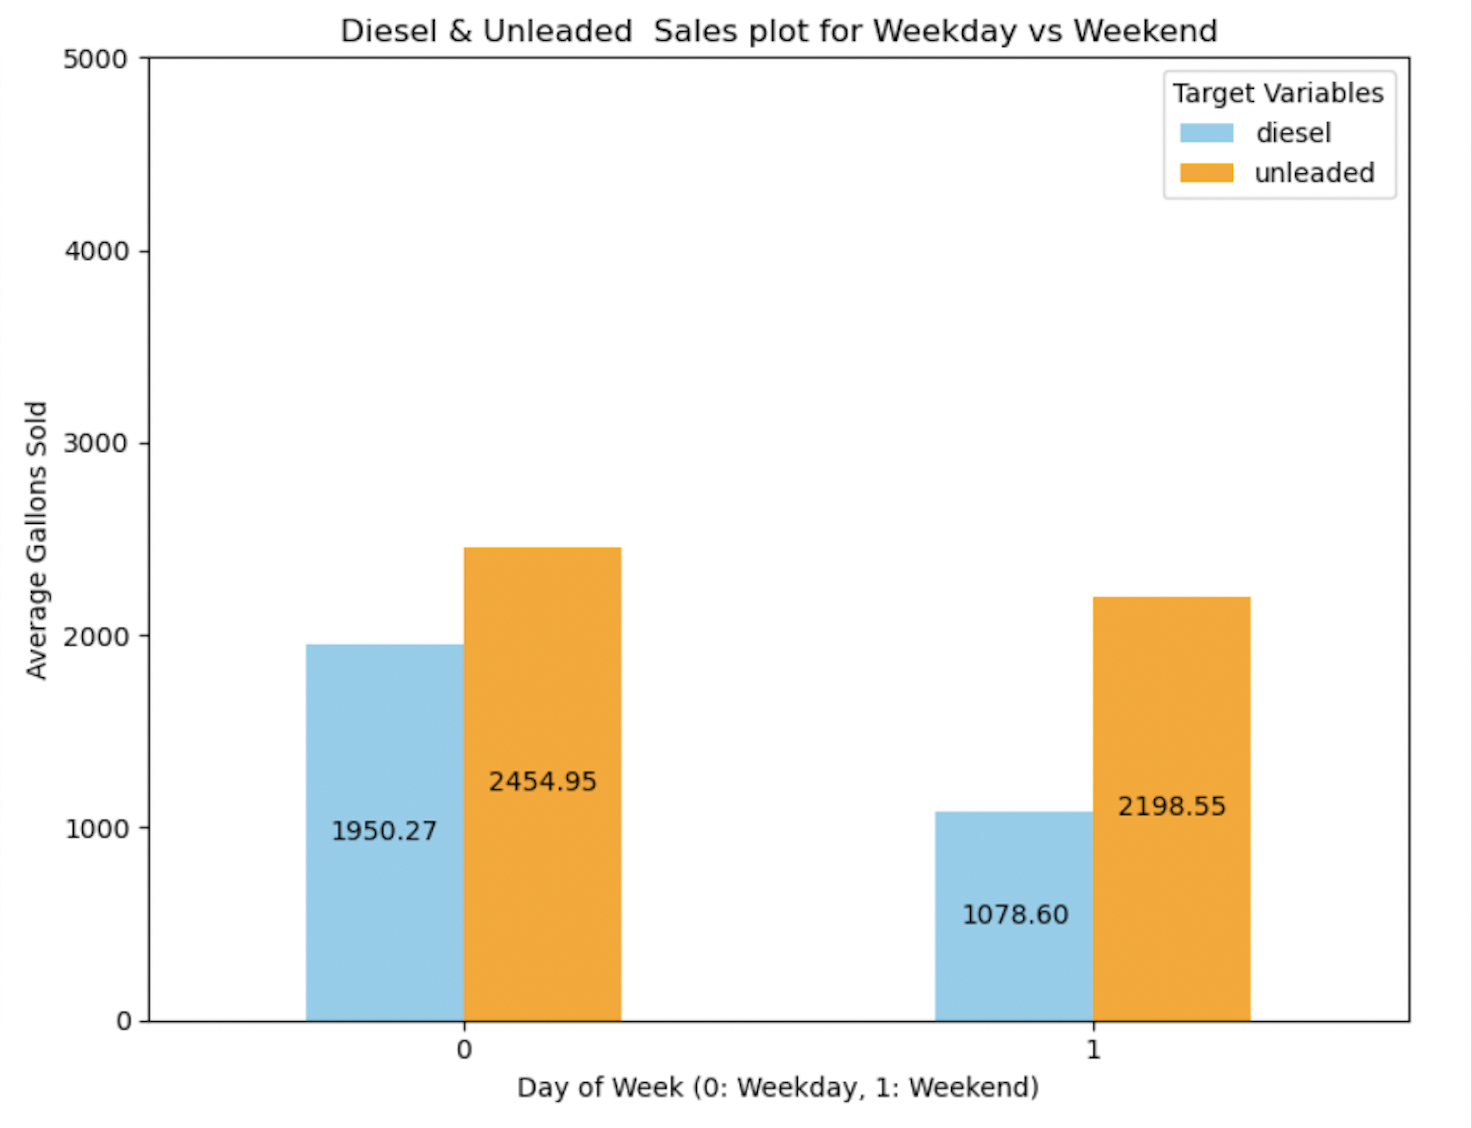 Diesel & Unleaded  Sales plot for Weekday vs Weekend
Target Variables
diesel
unleaded
Average Gallons Sold
5000
4000
3000
2000
1000
0
1950.27
2454.95
1078.60
2198.55
0
1
Day of Week (0: Weekday, 1: Weekend)